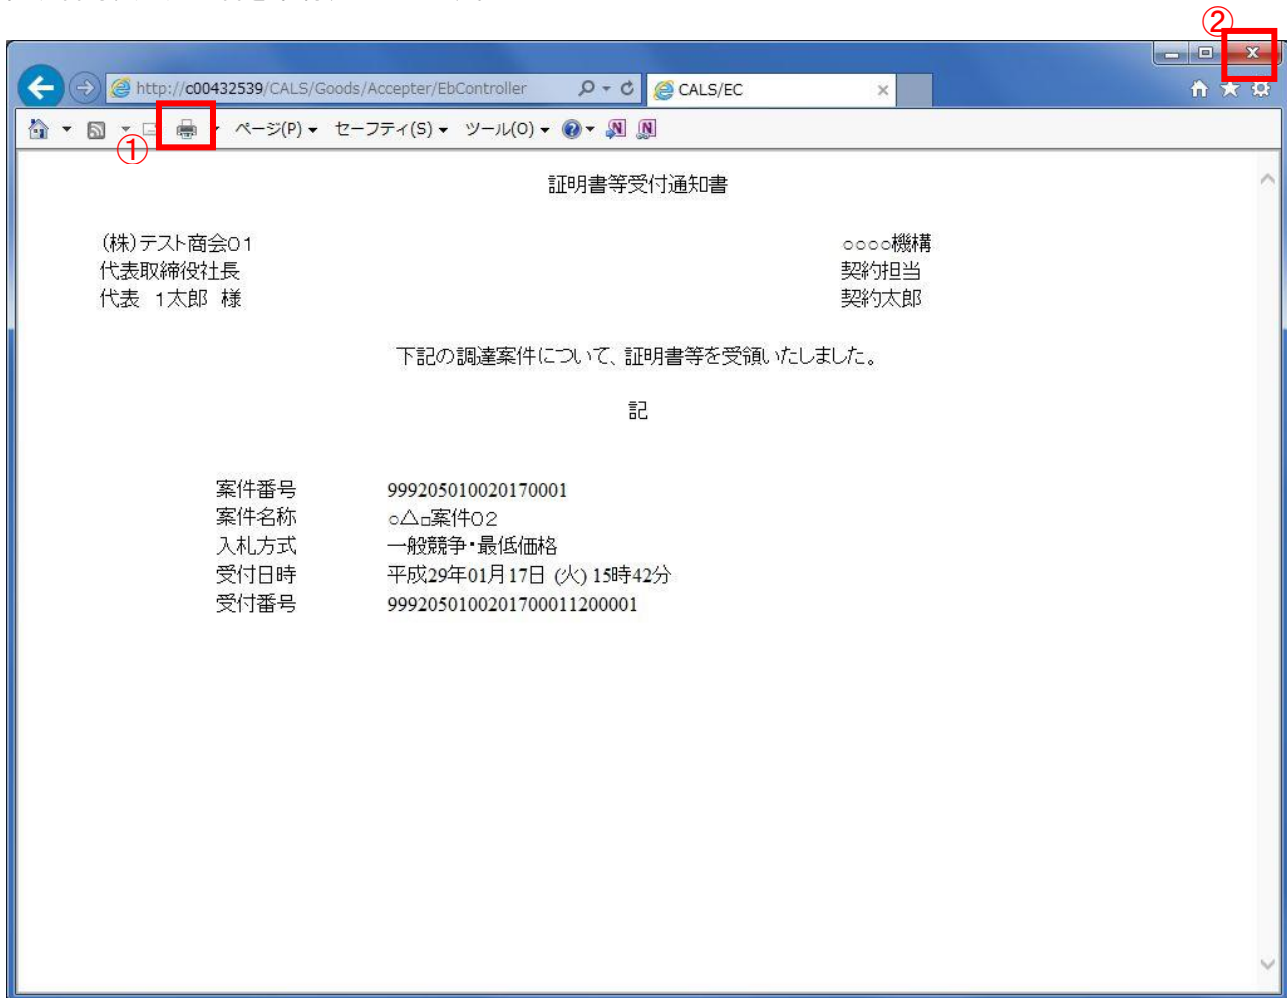 ②
http://c00432539/CALS/Goods/Accepter/EbController
CALS/EC
ページ(P) セーフティ(S) ツール(O)
①
証明書等受付通知書
(株)テスト商会01 ○○○○機構
代表取締役社長 契約担当
代表 1太郎 様 契約太郎
下記の調達案件について、証明書等を受領いたしました。
記
案件番号 999205010020170001
案件名称 ○△□案件02
入札方式 一般競争・最低価格
受付日時 平成29年01月17日 (火) 15時42分
受付番号 9992050100201700011200001